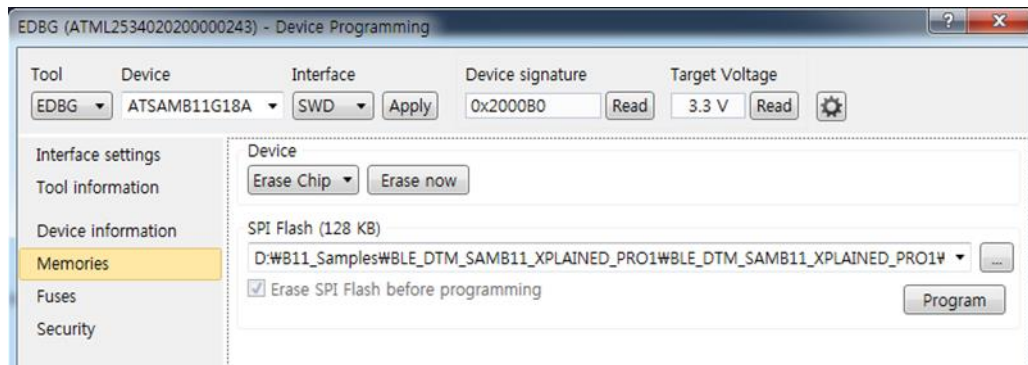 EDBG (ATML2534020200000243) - Device Programming
Tool Device Interface Device signature Target Voltage
EDBG ATSAMB11G18A SWD Apply 0x2000B0 Read 3.3 V Read
Interface settings
Tool information
Device information
Memories
Fuses
Security
Device
Erase Chip Erase now
SPI Flash (128 KB)
D:₩B11_Samples₩BLE_DTM_SAMB11_XPLAINED_PRO1₩BLE_DTM_SAMB11_XPLAINED_PRO1₩ ...
Erase SPI Flash before programming
Program